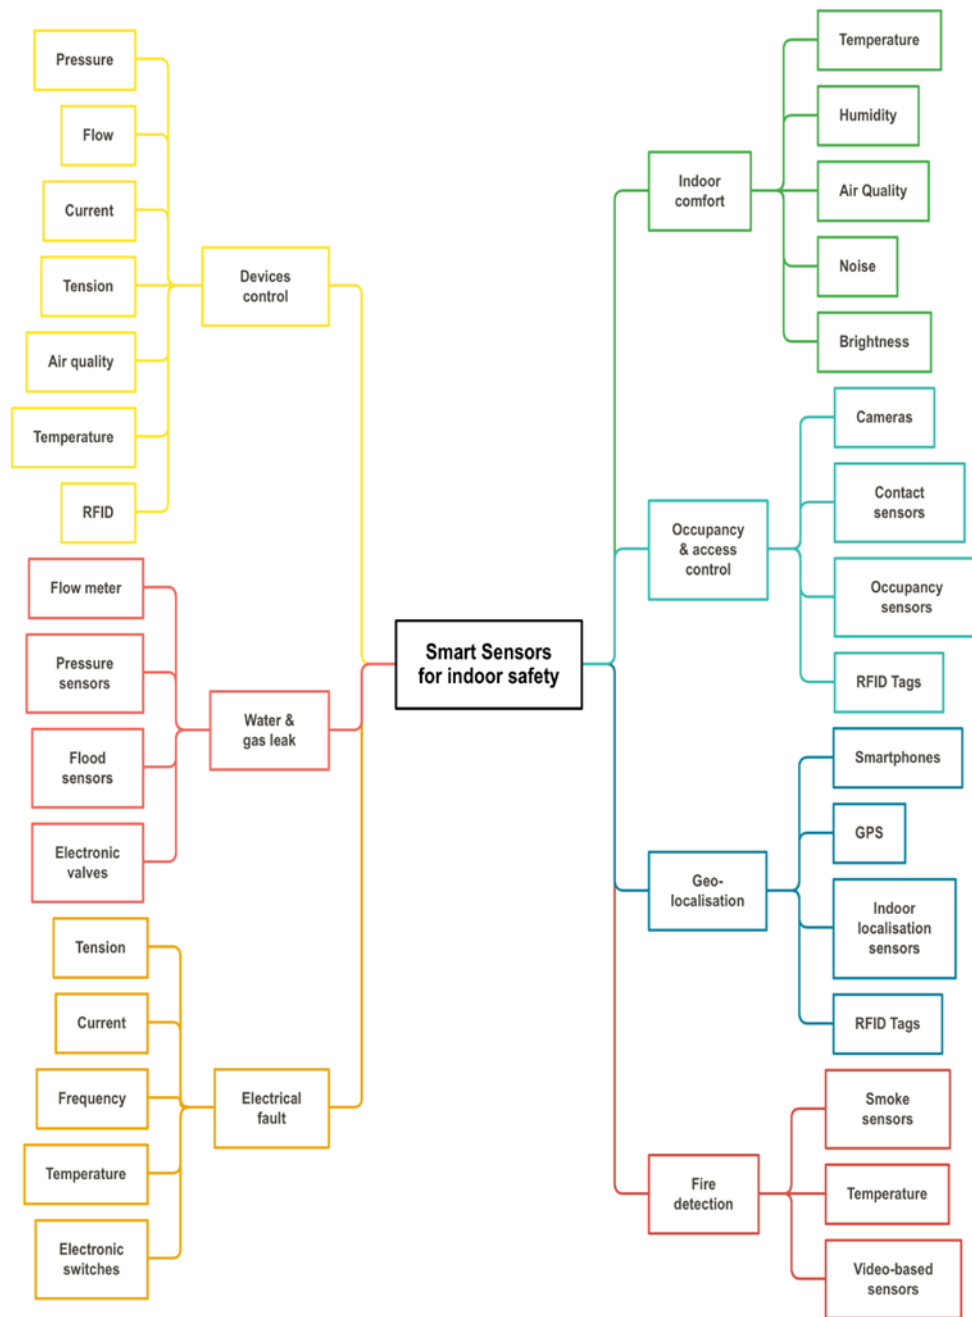 Smart Sensors
for indoor safety
Devices
control
Pressure
Flow
Current
Tension
Air quality
Temperature
RFID
Water &
gas leak
Flow meter
Pressure
sensors
Flood
sensors
Electronic
valves
Electrical
fault
Tension
Current
Frequency
Temperature
Electronic
switches
Indoor
comfort
Temperature
Humidity
Air Quality
Noise
Brightness
Occupancy
& access
control
Cameras
Contact
sensors
Occupancy
sensors
RFID Tags
Geo-
localisation
Smartphones
GPS
Indoor
localisation
sensors
RFID Tags
Fire
detection
Smoke
sensors
Temperature
Video-based
sensors